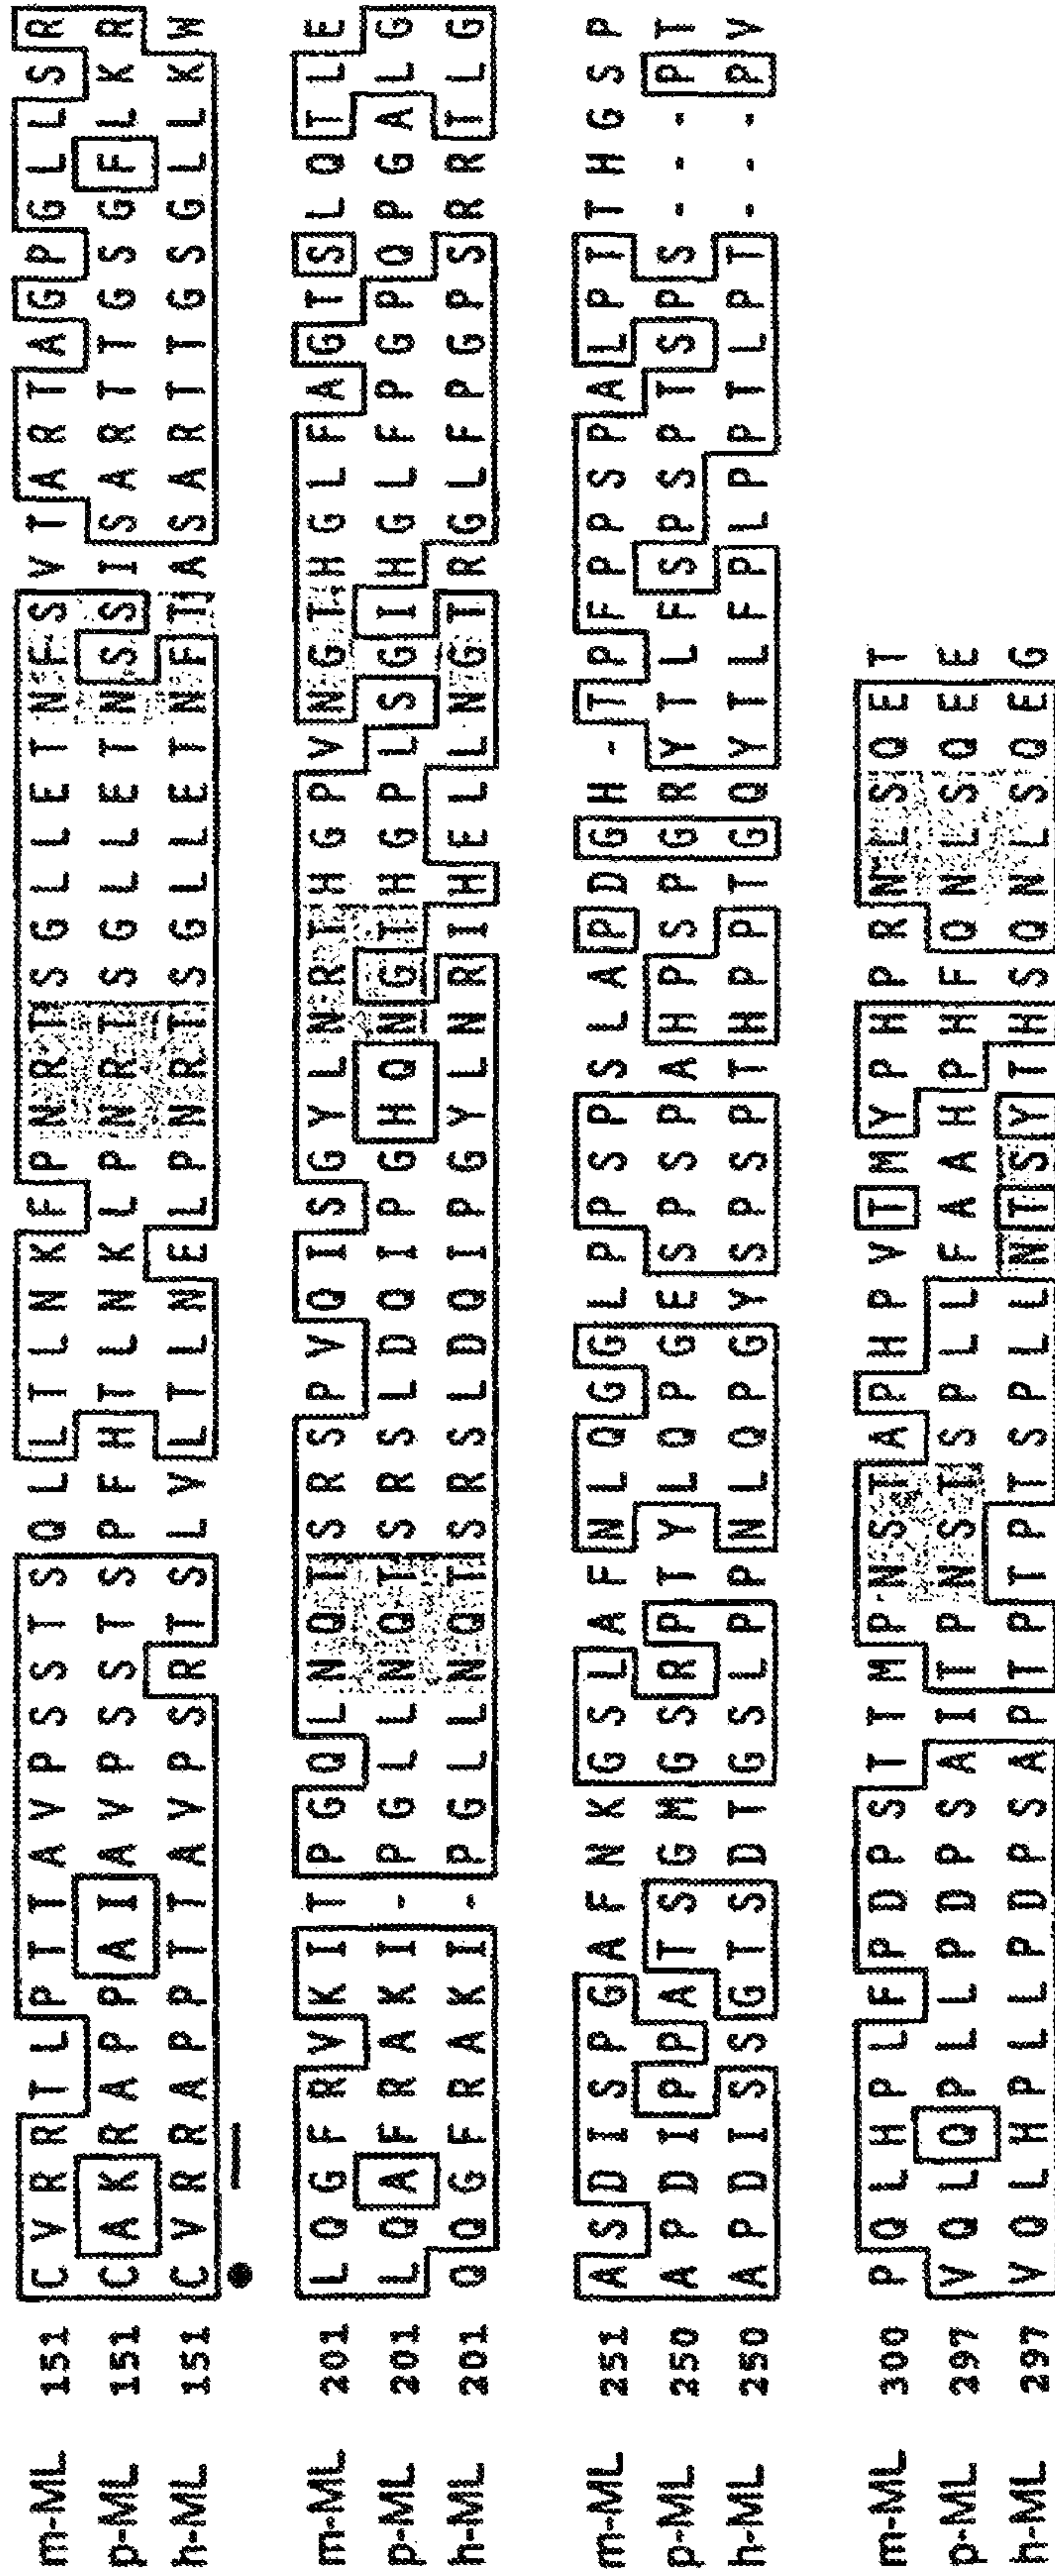 m-ML 151 C V R R T L P T T A V P S S T S Q L L T L N K F P N R T S G L L E T N F S V T A R T A G P G L L S R
p-ML 151 C A K R A P P A I A V P S S T S P F H T L N K L P N R T S G L L E T N S S I S A R T T G S G F L K R
h-ML 151 C V R R A P P T T A V P S R T S L V L T L N E L P N R T S G L L E T N F T A S A R T T G S G L L K W
m-ML 201 L Q G F R V K I T P G Q L N Q T S R S P V Q I S G Y L N R T H G P V N G T H G L F A G T S L Q T L E
p-ML 201 L Q A F R A K I - P G L L N Q T S R S L D Q I P G H Q N G T H G P L S G I H G L F P G P Q P G A L G
h-ML 201 Q Q G F R A K I - P G L L N Q T S R S L D Q I P G Y L N R I H E L L N G T R G L F P G P S R R T L G
m-ML 251 A S D I S P G A F N K G S L A F N L Q G G L P P S P S L A P D G H - T P F P P S P A L P T T H G S P
p-ML 250 A P D I P P A T S G M G S R P T Y L Q P G E S P S P A H P S P G R Y T L F S P S P T S P S - - - P T
h-ML 250 A P D I S S G T S D T G S L P P N L Q P G Y S P S P T H P P T G Q Y T L F P L P P T L P T - - - P V
m-ML 300 P Q L H P L F P D P S T T M P N S T A P H P V T M Y P H P R N L S Q E T
p-ML 297 V Q L Q P L L P D P S A I T P N S T S P L L F A A H P H F Q N L S Q E E
h-ML 297 V Q L H P L L P D P S A P T P T P T S P L L N T S Y T H S Q N L S Q E G